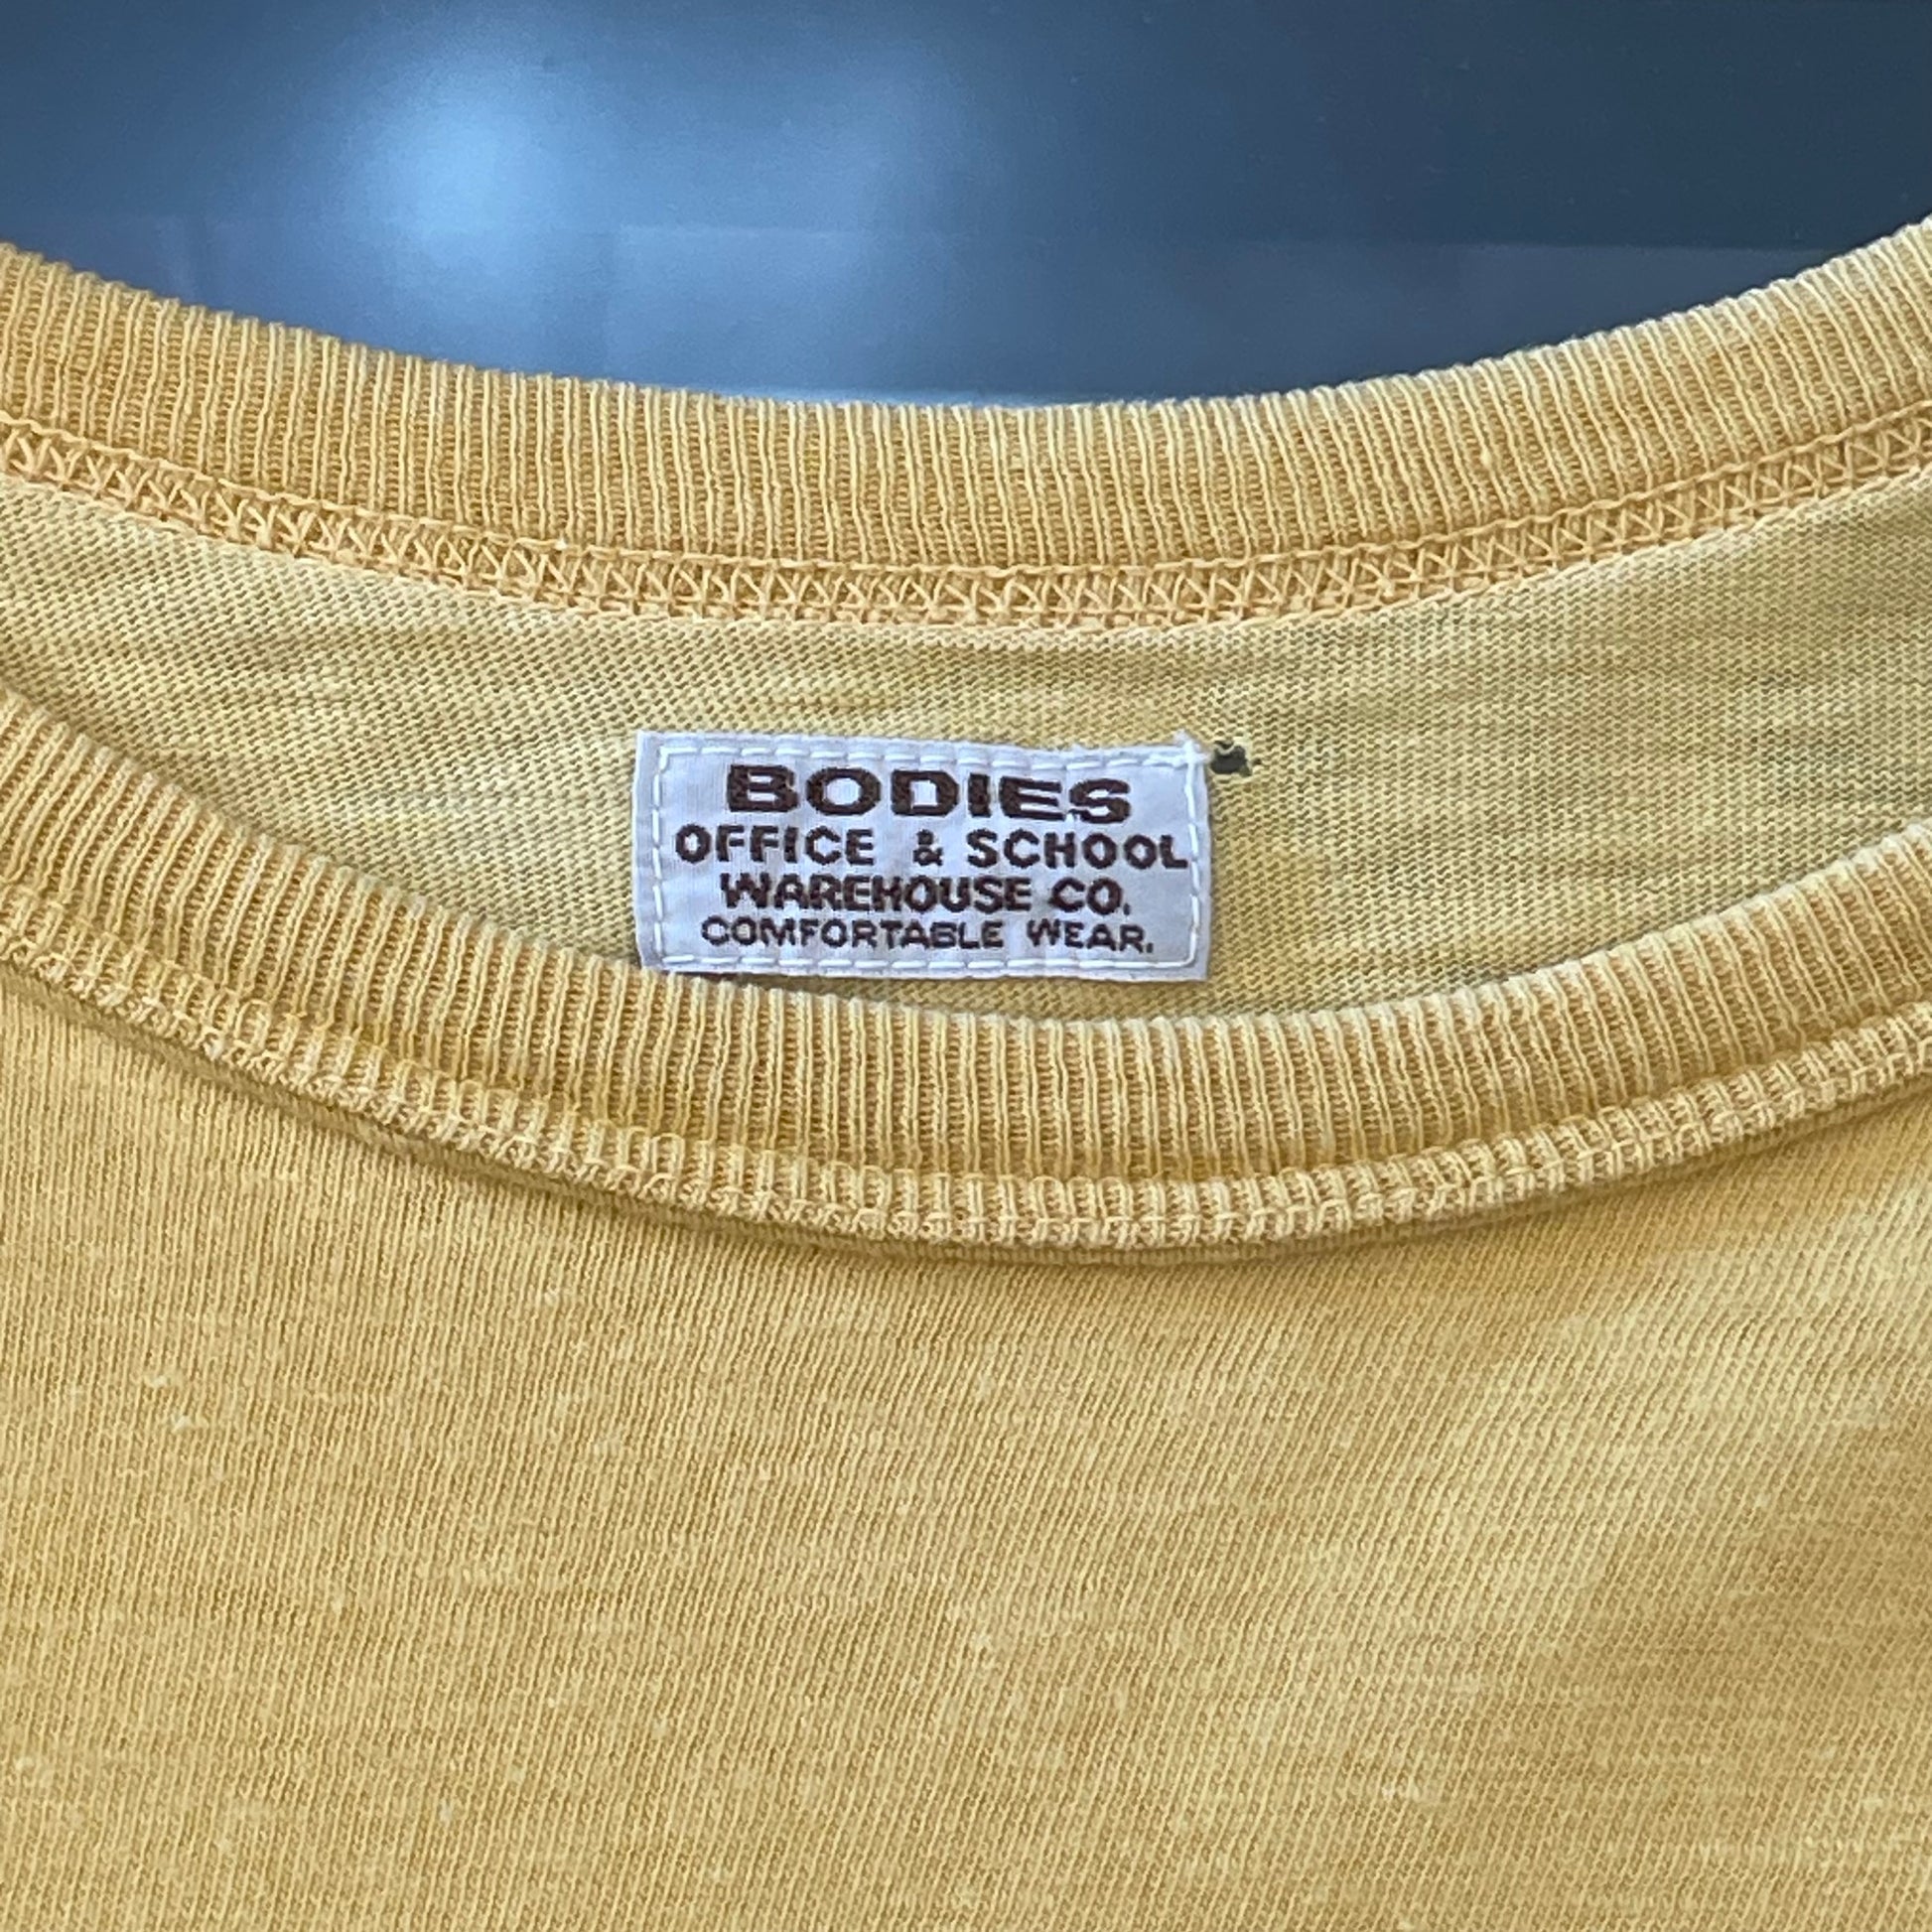 BODIES
OFFICE & SCHOOL
WAREHOUSE CO.
COMFORTABLE WEAR.